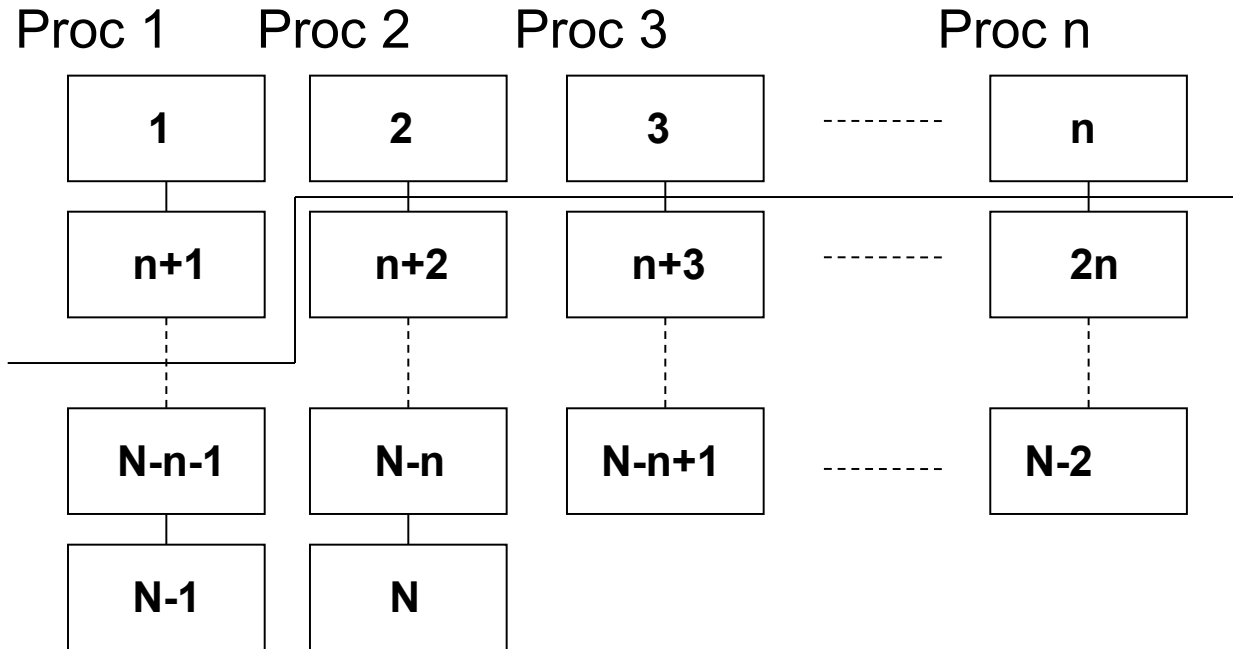 Proc 1 Proc 2 Proc 3 Proc n
1 2 3 n
n+1 n+2 n+3 2n
N-n-1 N-n N-n+1 N-2
N-1 N